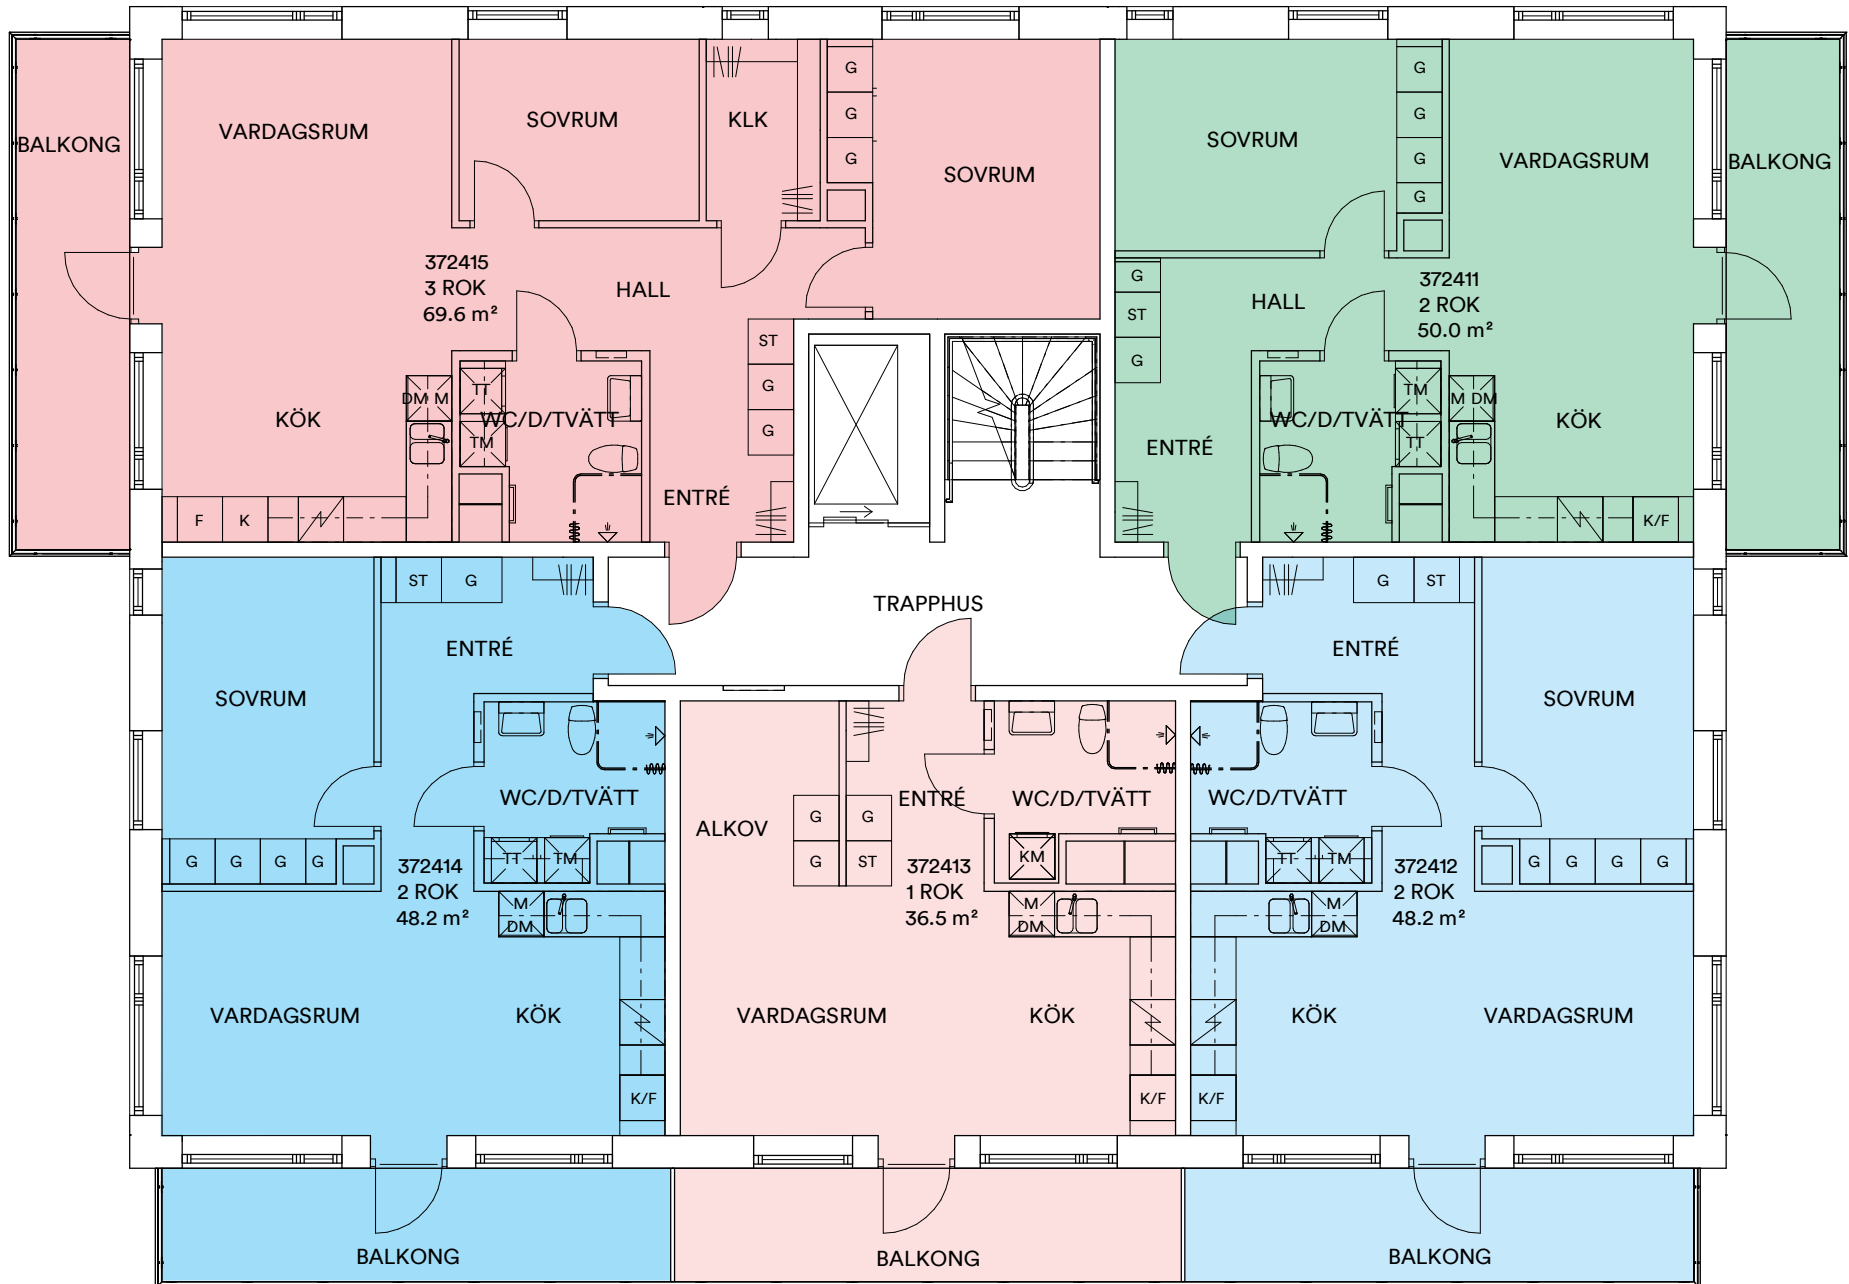 BALKONG
VARDAGSRUM
SOVRUM
KLK
G
G
G
SOVRUM
372415
3 ROK
69.6 m²
HALL
ST
G
G
KÖK
DM M
TT
WC/D/TVÄTT
TM
F
K
ENTRÉ
SOVRUM
G
G
G
G
VARDAGSRUM
BALKONG
G
ST
G
HALL
372411
2 ROK
50.0 m²
ENTRÉ
WC/D/TVÄTT
TM
TT
M DM
KÖK
K/F
TRAPPHUS
ST
G
ENTRÉ
SOVRUM
WC/D/TVÄTT
G
G
G
G
372414
2 ROK
48.2 m²
TT
TM
M
DM
VARDAGSRUM
KÖK
K/F
BALKONG
ALKOV
G
G
G
ST
ENTRÉ
WC/D/TVÄTT
KM
372413
1 ROK
36.5 m²
M
DM
VARDAGSRUM
KÖK
K/F
BALKONG
G
ST
ENTRÉ
SOVRUM
WC/D/TVÄTT
TT
TM
372412
2 ROK
48.2 m²
G
G
G
G
M
DM
KÖK
VARDAGSRUM
K/F
BALKONG